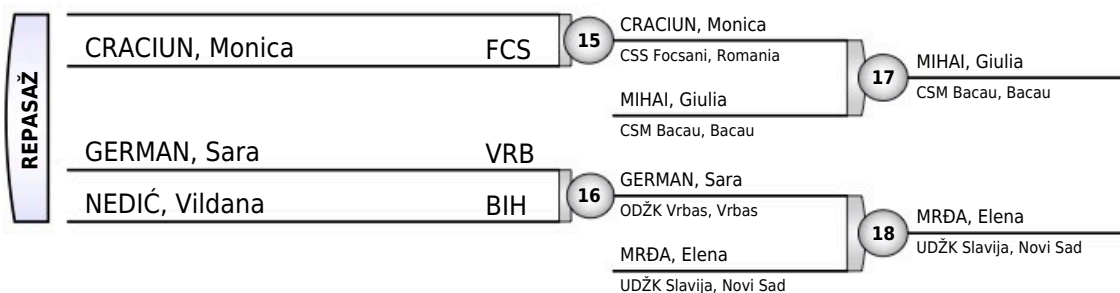 REPASAŽ
CRACIUN, Monica FCS
15
CRACIUN, Monica
CSS Focsani, Romania
MIHAI, Giulia
CSM Bacau, Bacau
17
MIHAI, Giulia
CSM Bacau, Bacau
GERMAN, Sara VRB
NEDIĆ, Vildana BIH
16
GERMAN, Sara
ODŽK Vrbas, Vrbas
MRĐA, Elena
UDŽK Slavija, Novi Sad
18
MRĐA, Elena
UDŽK Slavija, Novi Sad